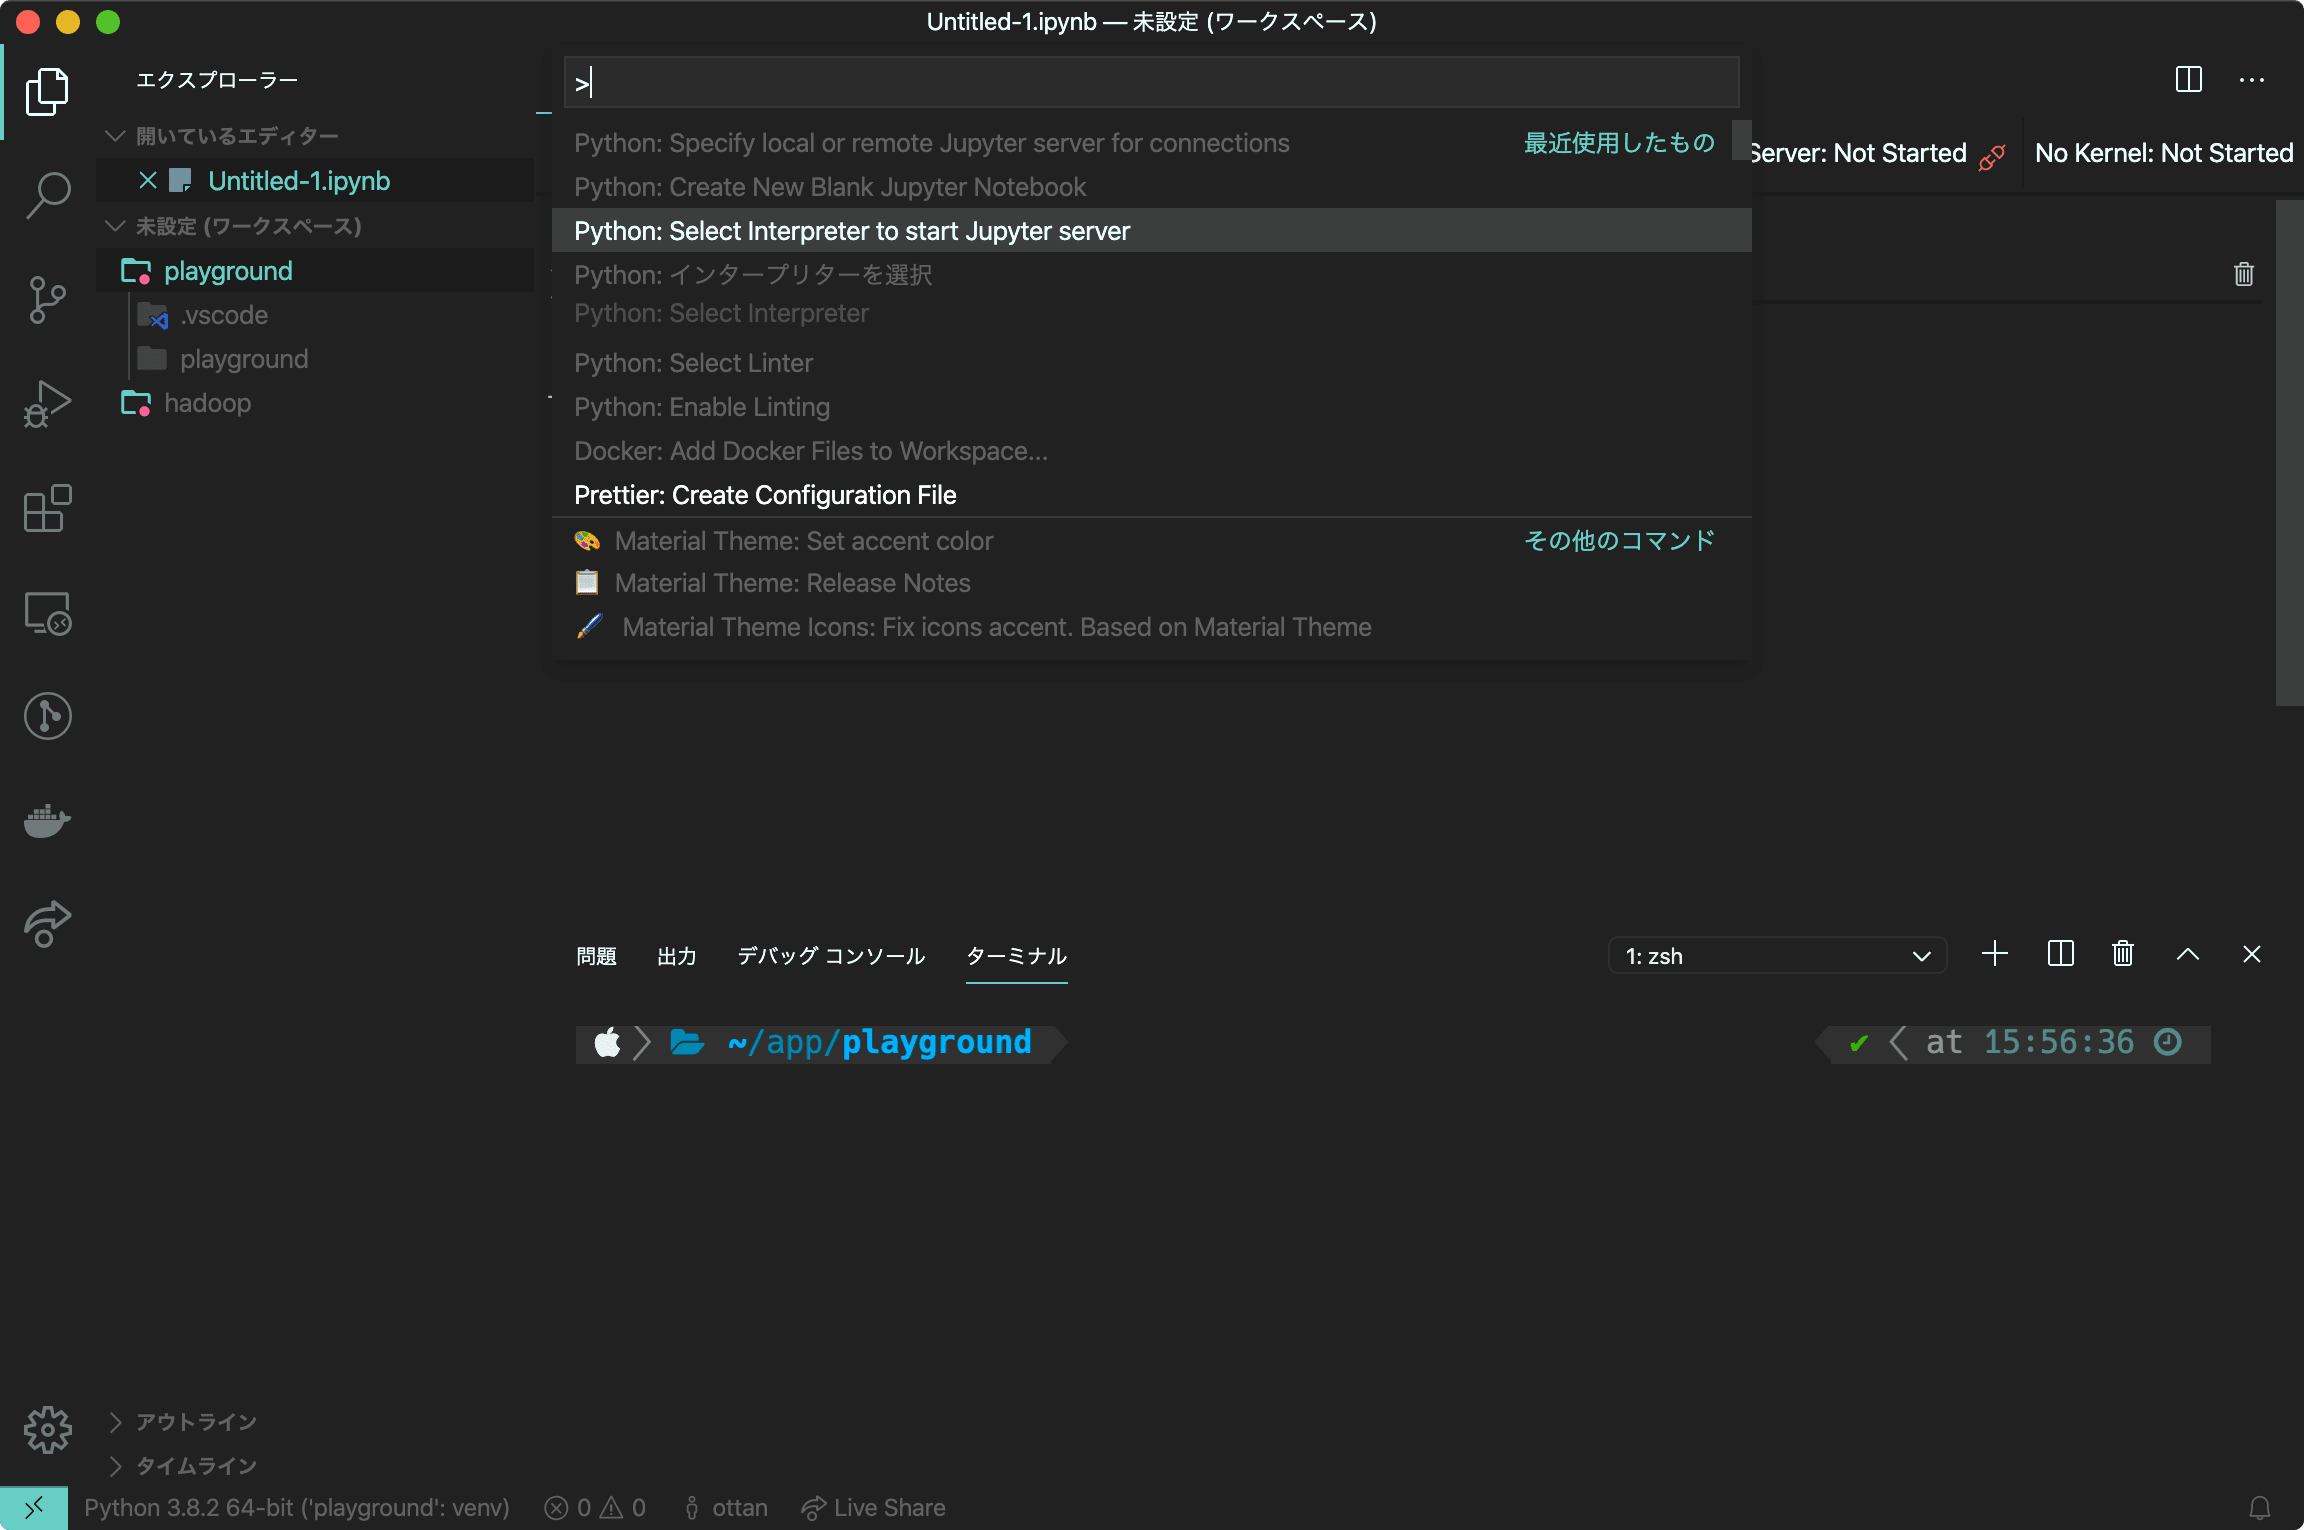 Untitled-1.ipynb — 未設定 (ワークスペース)
エクスプローラー
開いているエディター
Untitled-1.ipynb
未設定 (ワークスペース)
playground
.vscode
playground
hadoop
>
Python: Specify local or remote Jupyter server for connections
最近使用したもの
Python: Create New Blank Jupyter Notebook
Python: Select Interpreter to start Jupyter server
Python: インタープリターを選択
Python: Select Interpreter
Python: Select Linter
Python: Enable Linting
Docker: Add Docker Files to Workspace...
Prettier: Create Configuration File
Material Theme: Set accent color
その他のコマンド
Material Theme: Release Notes
Material Theme Icons: Fix icons accent. Based on Material Theme
Server: Not Started
No Kernel: Not Started
問題 出力 デバッグ コンソール ターミナル
1: zsh
~/app/playground
✔ at 15:56:36
アウトライン
タイムライン
Python 3.8.2 64-bit ('playground': venv) 0 0 ottan Live Share